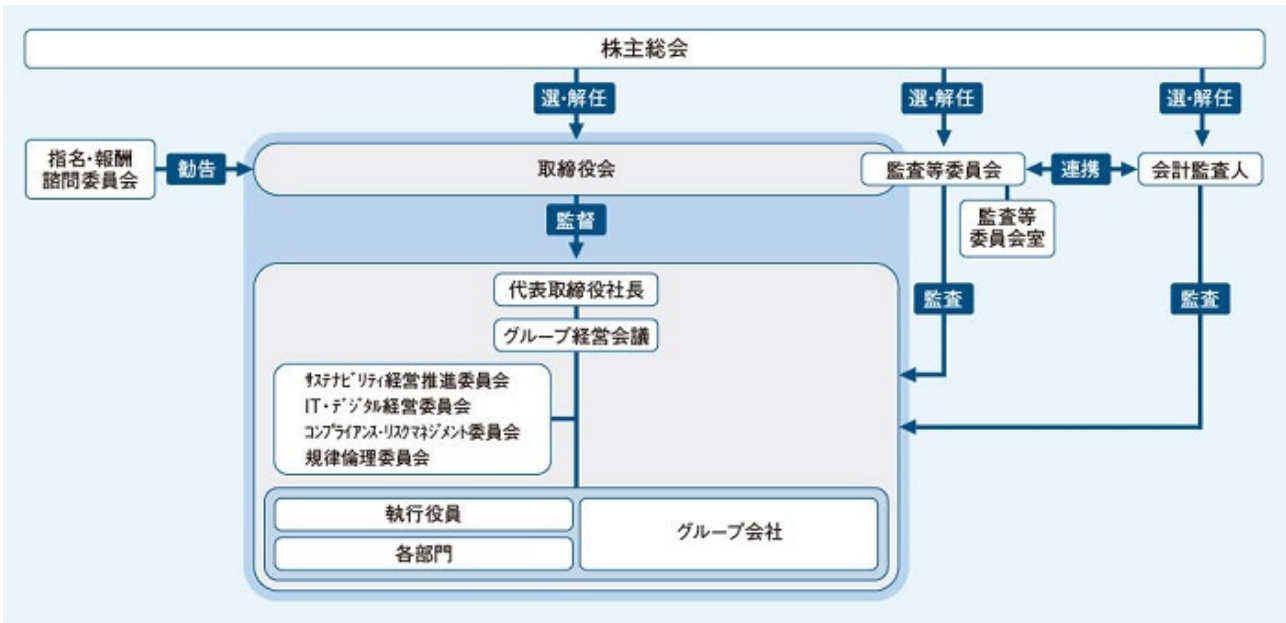 株主総会
選・解任
選・解任
選・解任
指名・報酬
諮問委員会
勧告
取締役会
監査等委員会
連携
会計監査人
監査等
委員会室
監督
代表取締役社長
監査
監査
グループ経営会議
ｻｽﾃﾅﾋﾞﾘﾃｨ経営推進委員会
IT・ﾃﾞｼﾞﾀﾙ経営委員会
ｺﾝﾌﾟﾗｲｱﾝｽ・ﾘｽｸﾏﾈｼﾞﾒﾝﾄ委員会
規律倫理委員会
執行役員
グループ会社
各部門